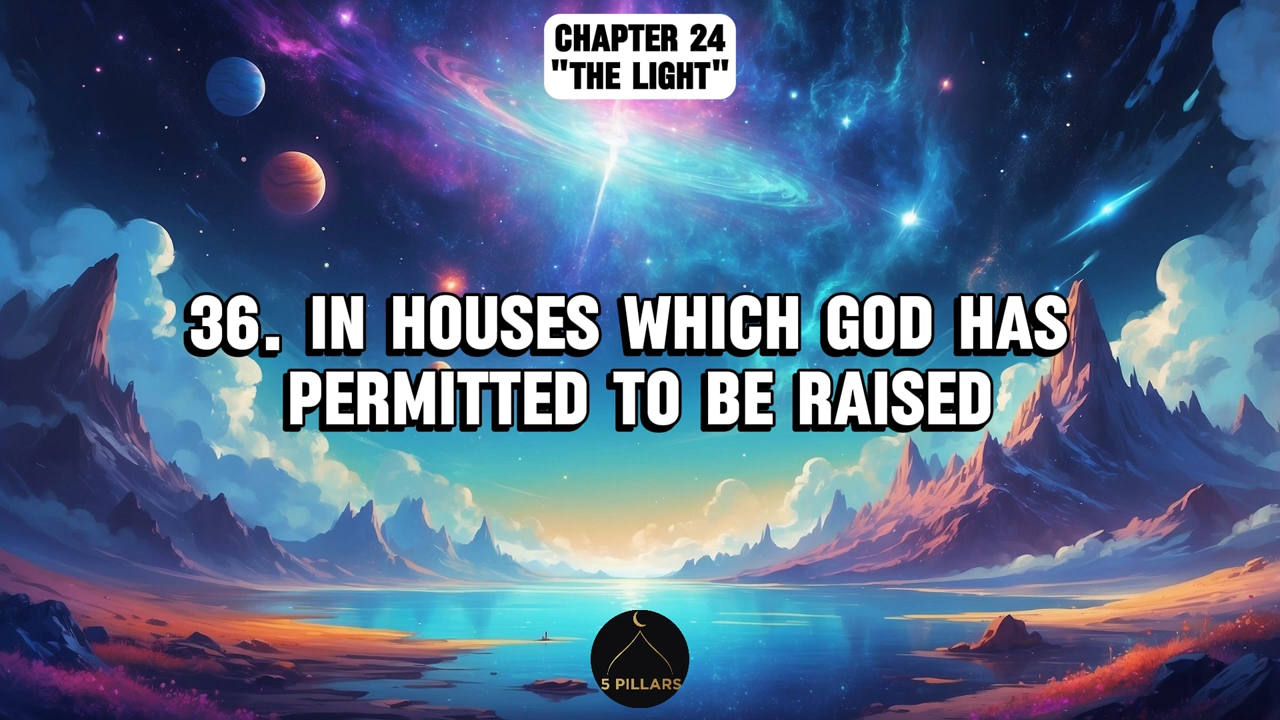 CHAPTER 24
"THE LIGHT"
36. IN HOUSES WHICH GOD HAS
PERMITTED TO BE RAISED
5 PILLARS